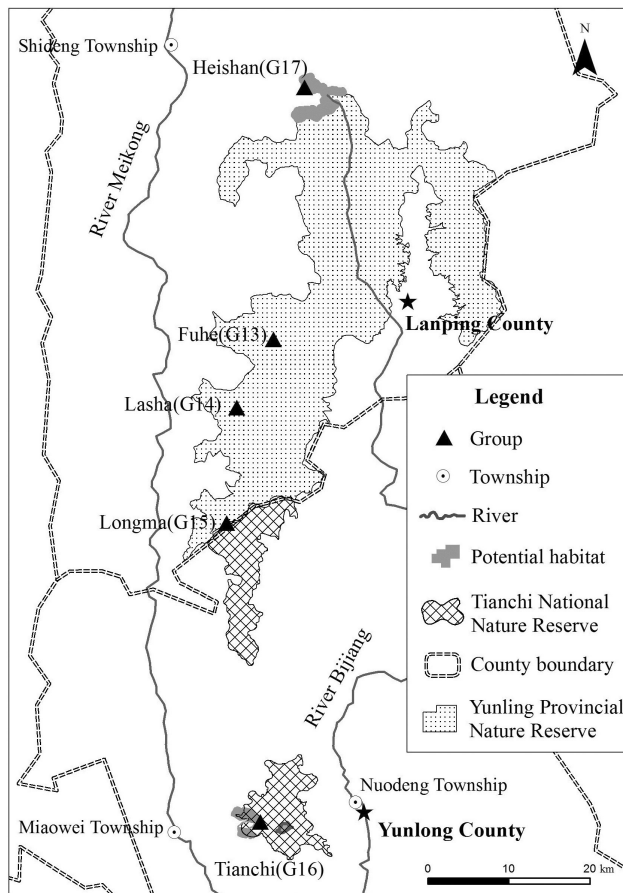 N
Shideng Township
Heishan(G17)
River Meikong
Fuhe(G13)
Lanping County
Lasha(G14)
Longma(G15)
River Bijiang
Nuodeng Township
Yunlong County
Miaowei Township
Tianchi(G16)
Legend
Group
Township
River
Potential habitat
Tianchi National
Nature Reserve
County boundary
Yunling Provincial
Nature Reserve
0 10 20 km